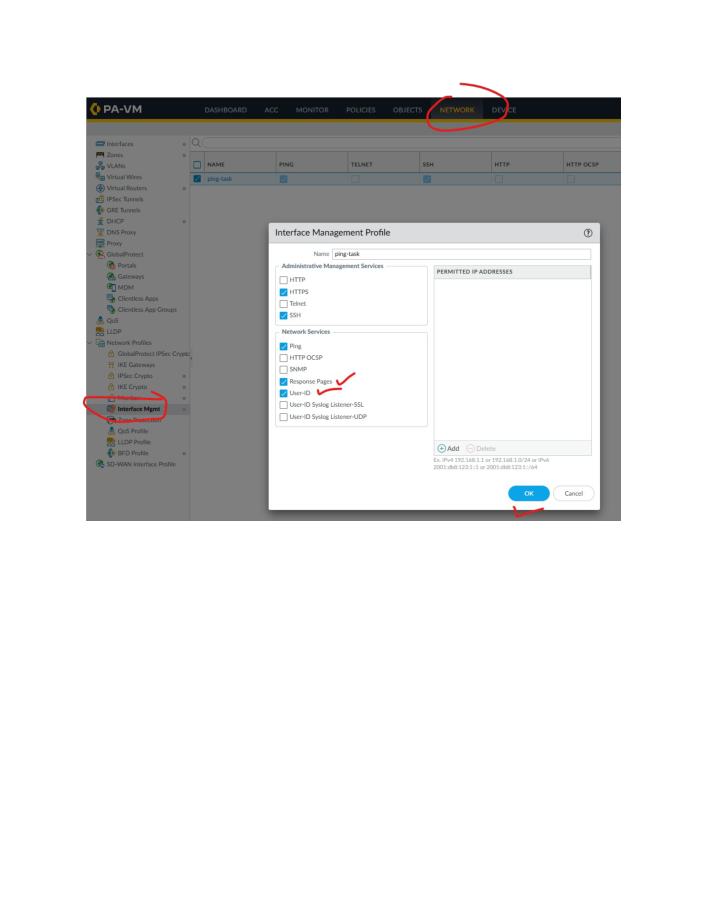 PA-VM
DASHBOARD ACC MONITOR POLICIES OBJECTS NETWORK DEVICE
Interfaces
Zones
VLANs
Virtual Wires
Virtual Routers
IPSec Tunnels
GRE Tunnels
DHCP
DNS Proxy
Proxy
GlobalProtect
Portals
Gateways
MDM
Clientless Apps
Clientless App Groups
QoS
LLDP
Network Profiles
GlobalProtect IPSec Crypto
IKE Gateways
IPSec Crypto
IKE Crypto
Interface Mgmt
QoS Profile
LLDP Profile
BFD Profile
SD-WAN Interface Profile
NAME PING TELNET SSH HTTP HTTP OCSP
ping-task
Interface Management Profile
Name ping-task
Administrative Management Services
HTTP
HTTPS
Telnet
SSH
Network Services
Ping
HTTP OCSP
SNMP
Response Pages
User-ID
User-ID Syslog Listener-SSL
User-ID Syslog Listener-UDP
PERMITTED IP ADDRESSES
Add Delete
Ex. IPv4 192.168.1.1 or 192.168.1.0/24 or IPv6
2001:db8:123:1::1 or 2001:db8:123:1::/64
OK Cancel